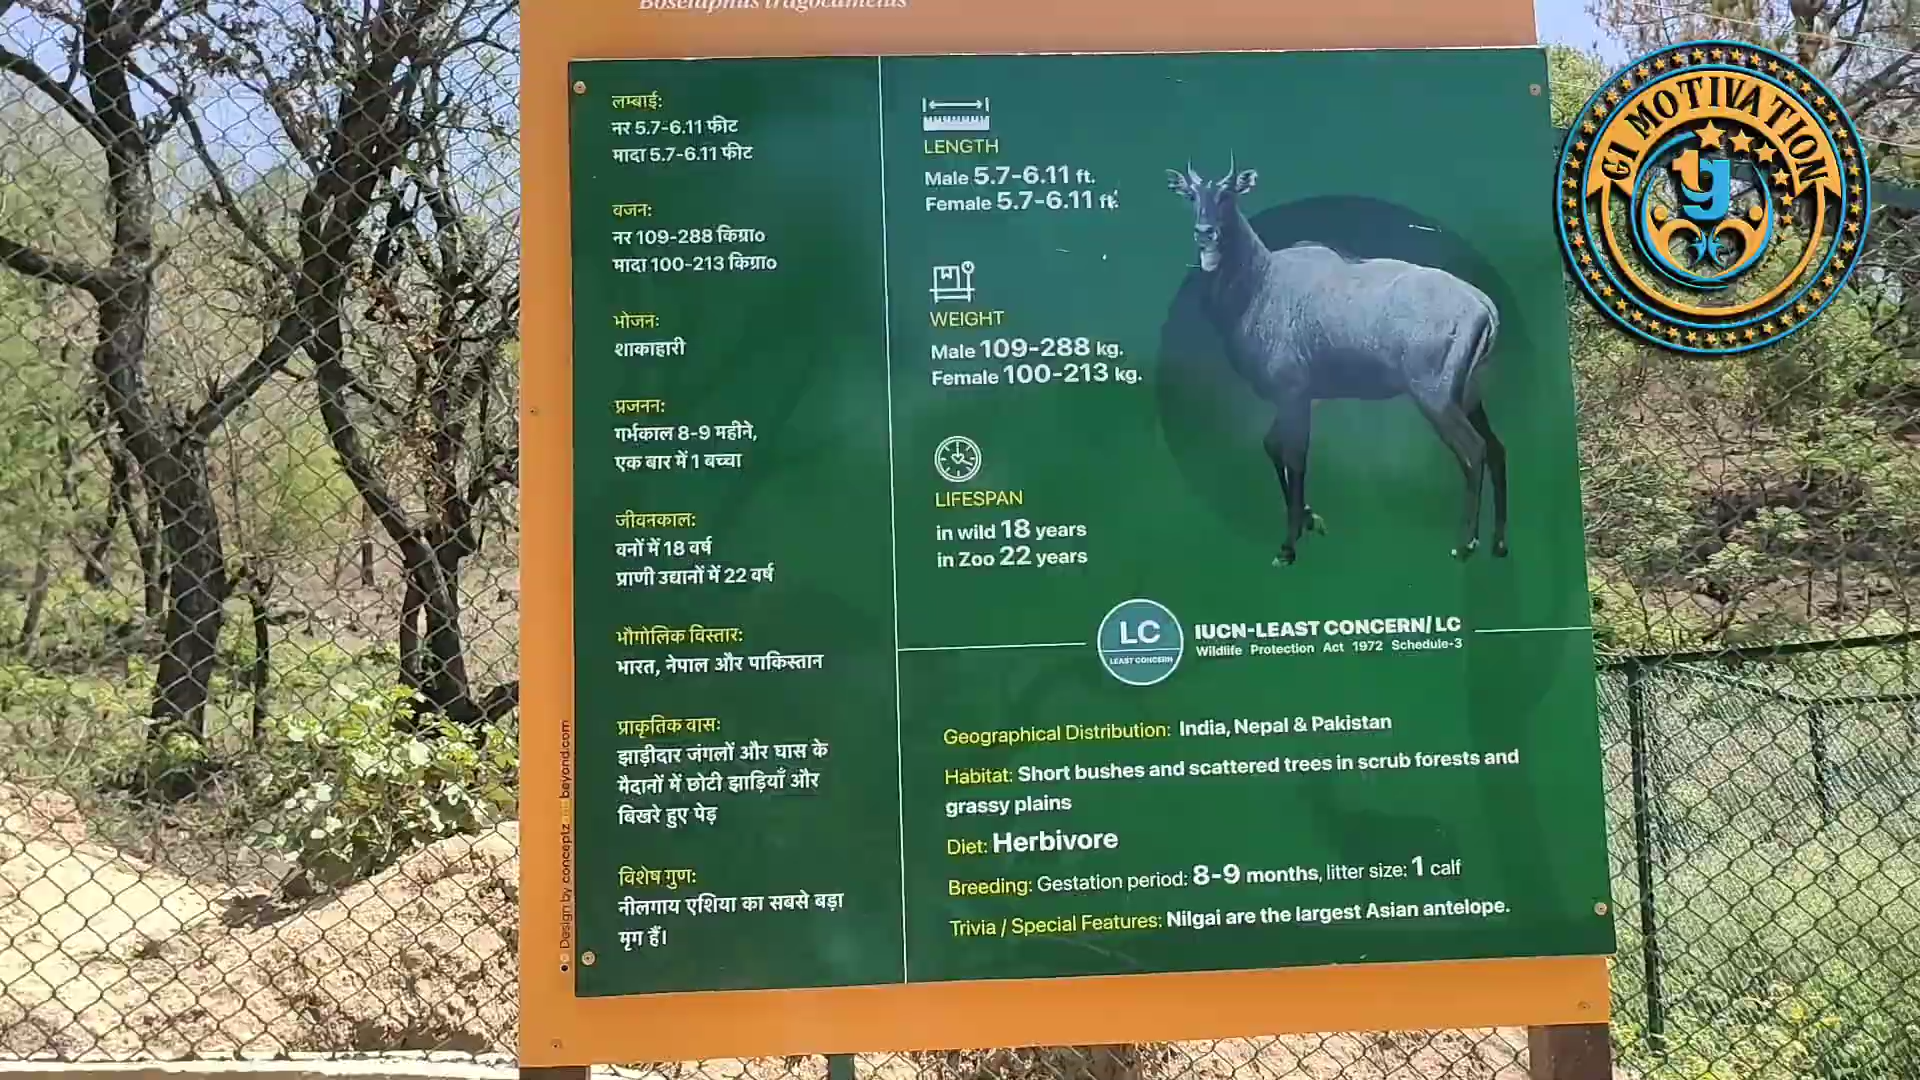 Boselaphus tragocamelus
लम्बाई:
नर 5.7-6.11 फीट
मादा 5.7-6.11 फीट
वजन:
नर 109-288 किग्रा०
मादा 100-213 किग्रा०
भोजन:
शाकाहारी
प्रजनन:
गर्भकाल 8-9 महीने,
एक बार में 1 बच्चा
जीवनकाल:
वनों में 18 वर्ष
प्राणी उद्यानों में 22 वर्ष
भौगोलिक विस्तार:
भारत, नेपाल और पाकिस्तान
प्राकृतिक वास:
झाड़ीदार जंगलों और घास के
मैदानों में छोटी झाड़ियाँ और
बिखरे हुए पेड़
विशेष गुण:
नीलगाय एशिया का सबसे बड़ा
मृग हैं।
LENGTH
Male 5.7-6.11 ft.
Female 5.7-6.11 ft.
WEIGHT
Male 109-288 kg.
Female 100-213 kg.
LIFESPAN
in wild 18 years
in Zoo 22 years
LC
LEAST CONCERN
IUCN-LEAST CONCERN/ LC
Wildlife Protection Act 1972 Schedule-3
Geographical Distribution: India, Nepal & Pakistan
Habitat: Short bushes and scattered trees in scrub forests and
grassy plains
Diet: Herbivore
Breeding: Gestation period: 8-9 months, litter size: 1 calf
Trivia / Special Features: Nilgai are the largest Asian antelope.
© Design by conceptz and beyond.com
G1 MOTIVATION